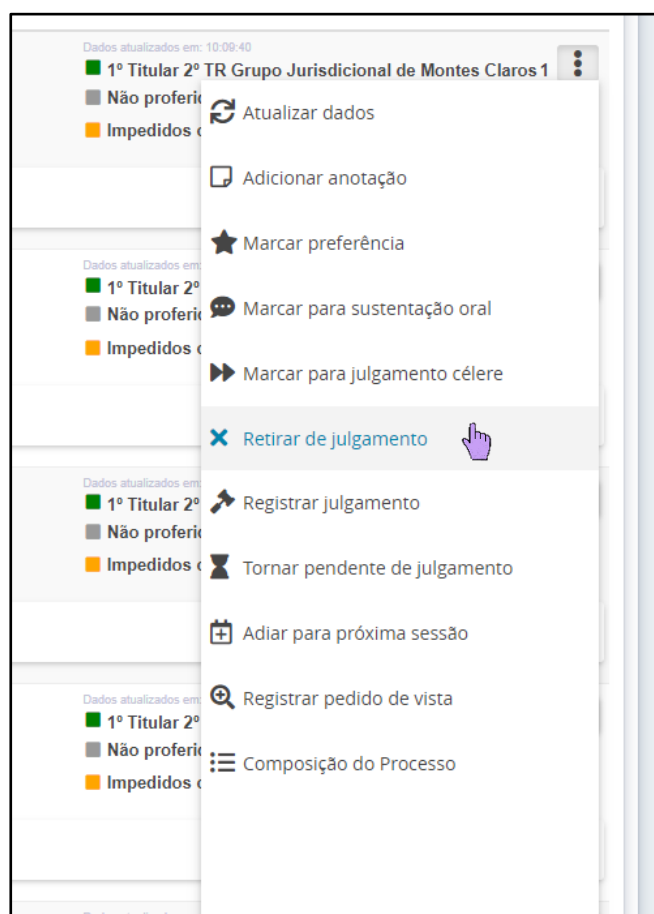 Dados atualizados em: 10:09:40
1º Titular 2º TR Grupo Jurisdicional de Montes Claros 1
Não
Impedidos
Atualizar dados
Adicionar anotação
Marcar preferência
Dados atualizados em
1º Titular 2º
Não
Impedidos
Marcar para sustentação oral
Marcar para julgamento célere
Retirar de julgamento
Dados atualizados em
1º Titular 2º
Não
Impedidos
Registrar julgamento
Tornar pendente de julgamento
Adiar para próxima sessão
Dados atualizados em
1º Titular 2º
Não
Impedidos
Registrar pedido de vista
Composição do Processo